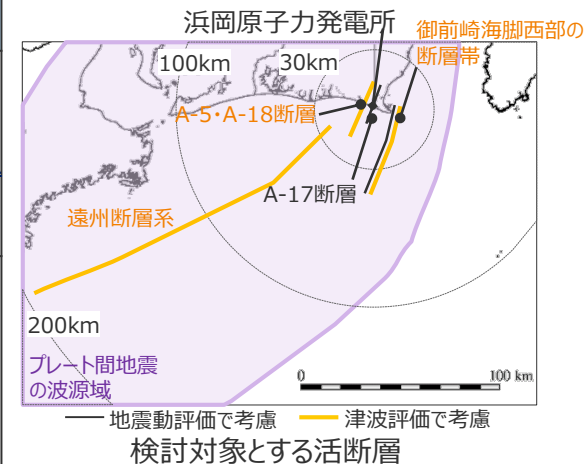 浜岡原子力発電所
御前崎海脚西部の
断層帯
100km
30km
A-5・A-18断層
A-17断層
遠州断層系
200km
プレート間地震
の波源域
0
100 km
地震動評価で考慮
津波評価で考慮
検討対象とする活断層